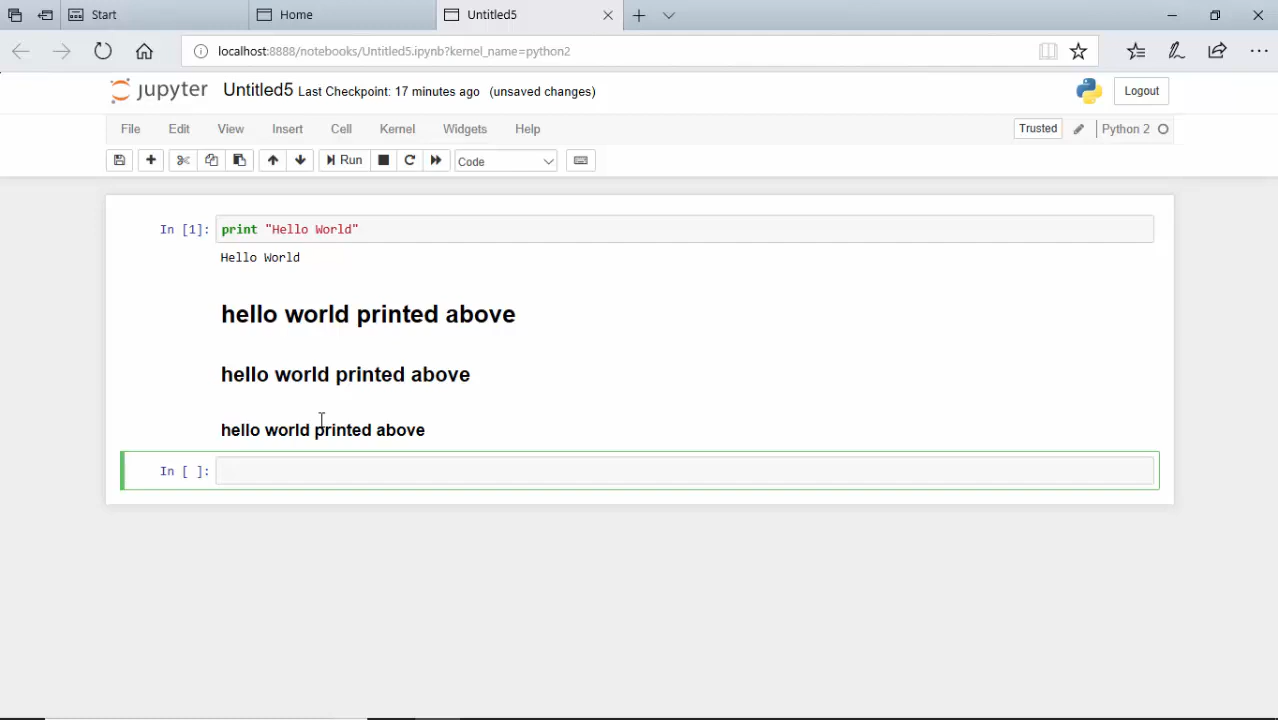 Start Home Untitled5
localhost:8888/notebooks/Untitled5.ipynb?kernel_name=python2
jupyter Untitled5 Last Checkpoint: 17 minutes ago (unsaved changes) Logout
File Edit View Insert Cell Kernel Widgets Help Trusted Python 2
Run Code
In [1]: print "Hello World"
Hello World
hello world printed above
hello world printed above
hello world printed above
In [ ]: